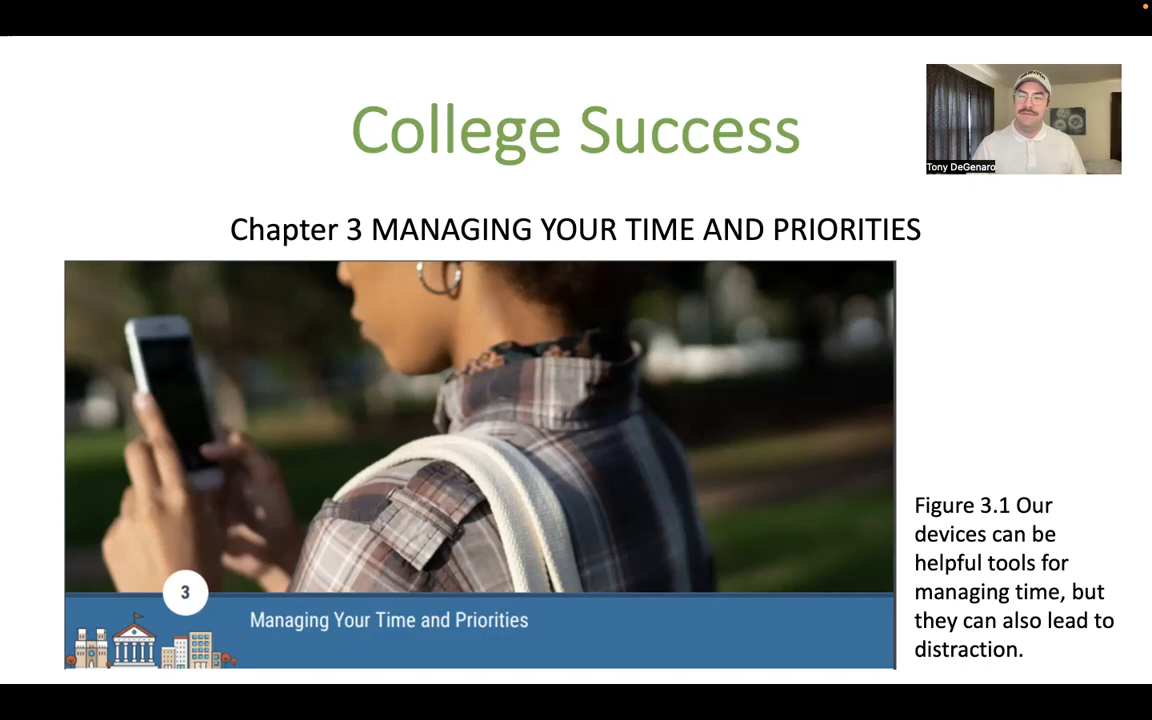 College Success
Tony DeGenaro
Chapter 3 MANAGING YOUR TIME AND PRIORITIES
3
Managing Your Time and Priorities
Figure 3.1 Our
devices can be
helpful tools for
managing time, but
they can also lead to
distraction.